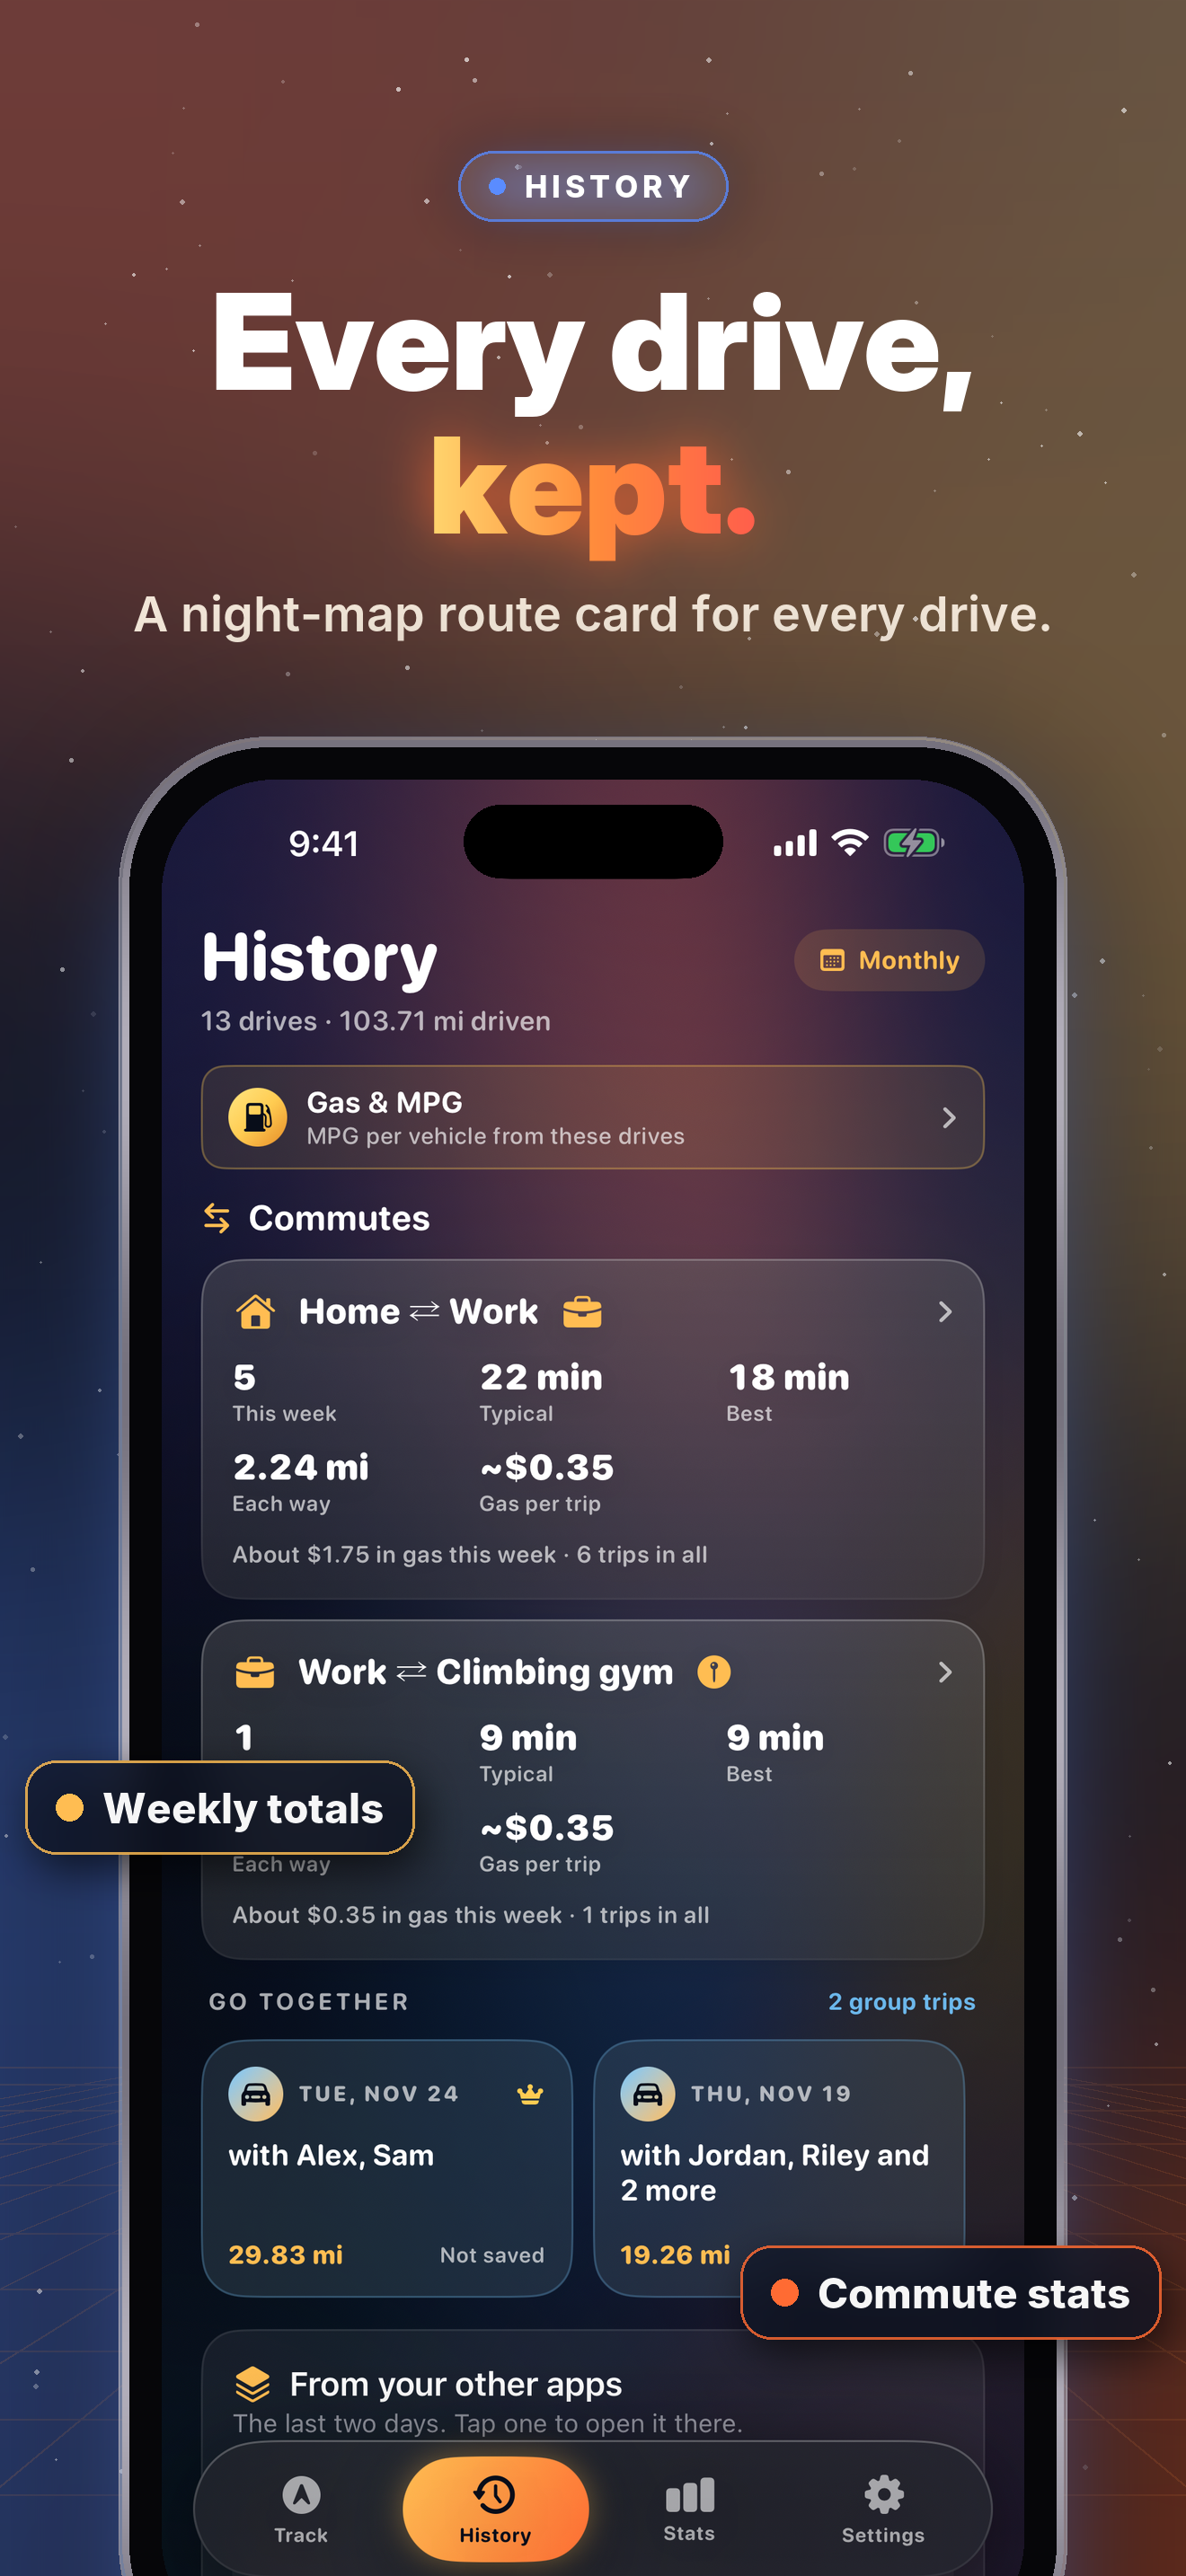 HISTORY
Every drive,
kept.
A night-map route card for every drive.
9:41
History
Monthly
13 drives · 103.71 mi driven
Gas & MPG
MPG per vehicle from these drives
Commutes
Home ⇄ Work
5
22 min
18 min
This week
Typical
Best
2.24 mi
~$0.35
Each way
Gas per trip
About $1.75 in gas this week · 6 trips in all
Work ⇄ Climbing gym
1
9 min
9 min
Typical
Best
Weekly totals
~$0.35
Each way
Gas per trip
About $0.35 in gas this week · 1 trips in all
GO TOGETHER
2 group trips
TUE, NOV 24
with Alex, Sam
29.83 mi
Not saved
THU, NOV 19
with Jordan, Riley and
2 more
19.26 mi
Commute stats
From your other apps
The last two days. Tap one to open it there.
Track
History
Stats
Settings